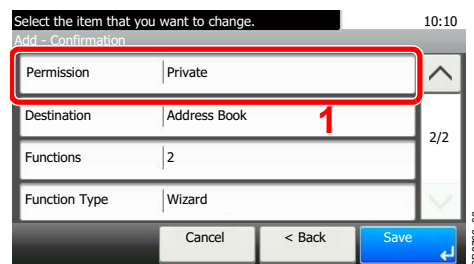 Select the item that you want to change. 10:10
Add - Confirmation
Permission Private
Destination Address Book 1
2/2
Functions 2
Function Type Wizard
Cancel < Back Save